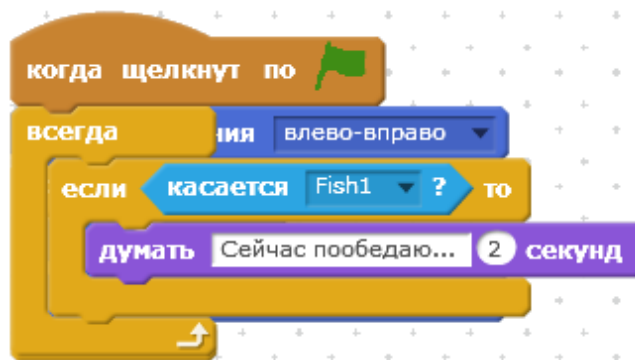 когда щелкнут по
всегда ния влево-вправо
если касается Fish1 ? то
думать Сейчас пообедаю... 2 секунд